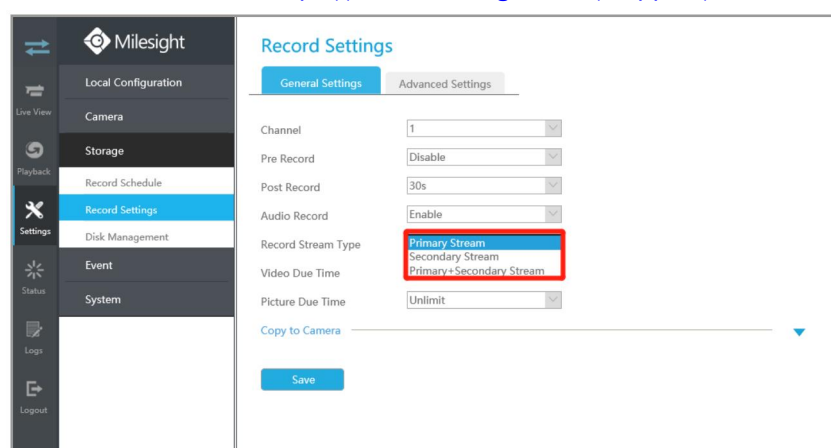 Milesight
Live View
Playback
Settings
Status
Logs
Logout
Local Configuration
Camera
Storage
Record Schedule
Record Settings
Disk Management
Event
System
Record Settings
General Settings
Advanced Settings
Channel 1
Pre Record Disable
Post Record 30s
Audio Record Enable
Record Stream Type Primary Stream
Secondary Stream
Video Due Time Primary+Secondary Stream
Picture Due Time Unlimit
Copy to Camera
Save